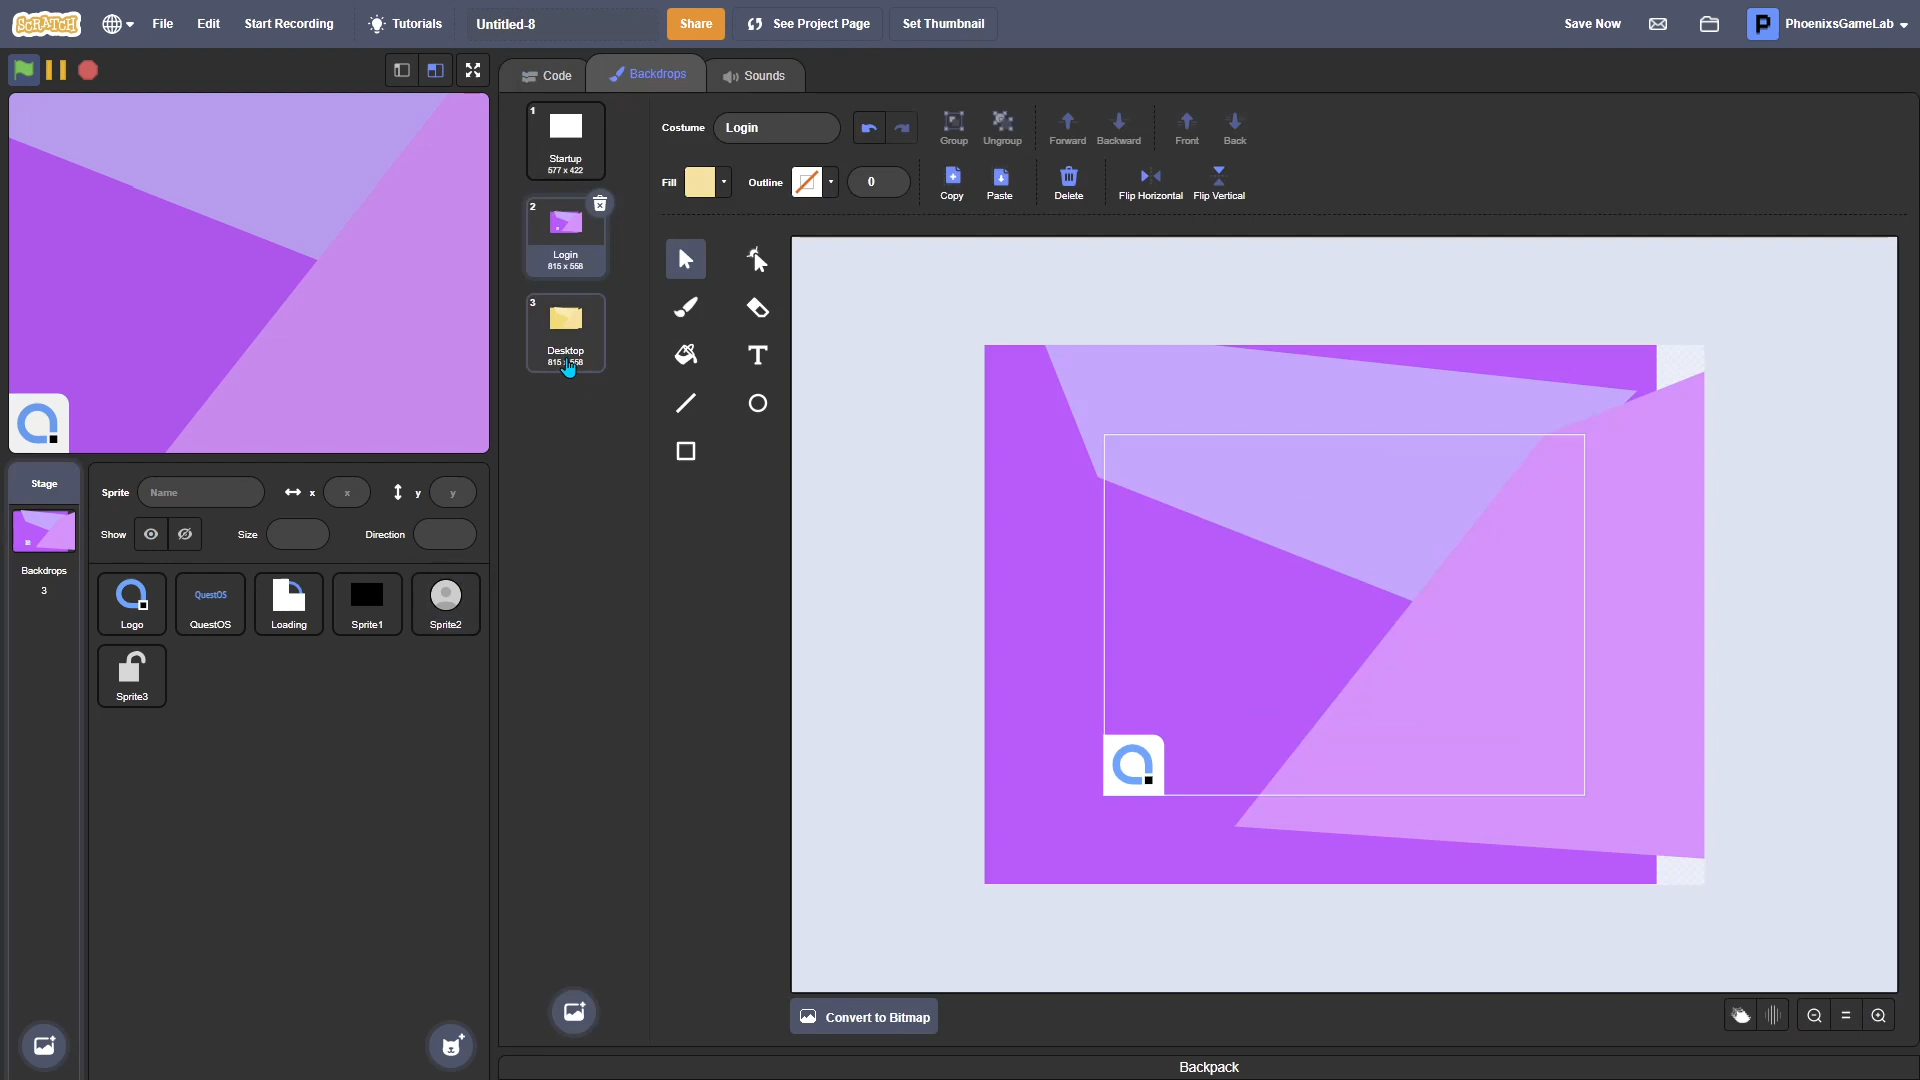 SCRATCH File Edit Start Recording Tutorials Untitled-8 Share See Project Page Set Thumbnail Save Now P PhoenixsGameLab
Code Backdrops Sounds
1
Startup
577 x 422
2
Login
815 x 558
3
Desktop
815 x 558
Costume Login Group Ungroup Forward Backward Front Back
Fill Outline 0 Copy Paste Delete Flip Horizontal Flip Vertical
T
Stage
Backdrops
3
Sprite Name x x y y
Show Size Direction
Logo
QuestOS
QuestOS
Loading
Sprite1
Sprite2
Sprite3
Convert to Bitmap
Backpack